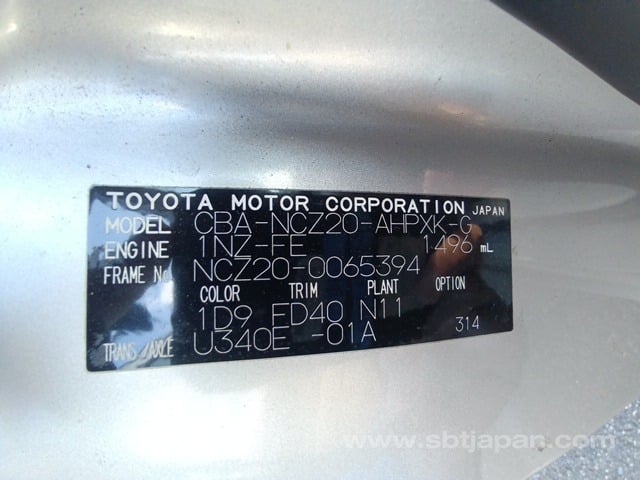 TOYOTA MOTOR CORPORATION JAPAN
MODEL CBA-NCZ20-AHPXK-G
ENGINE 1NZ-FE 1496 mL
FRAME No. NCZ20-0065394
COLOR TRIM PLANT OPTION
1D9 FD40 N11
TRANS./AXLE U340E -01A 314
www.sbtjapan.com